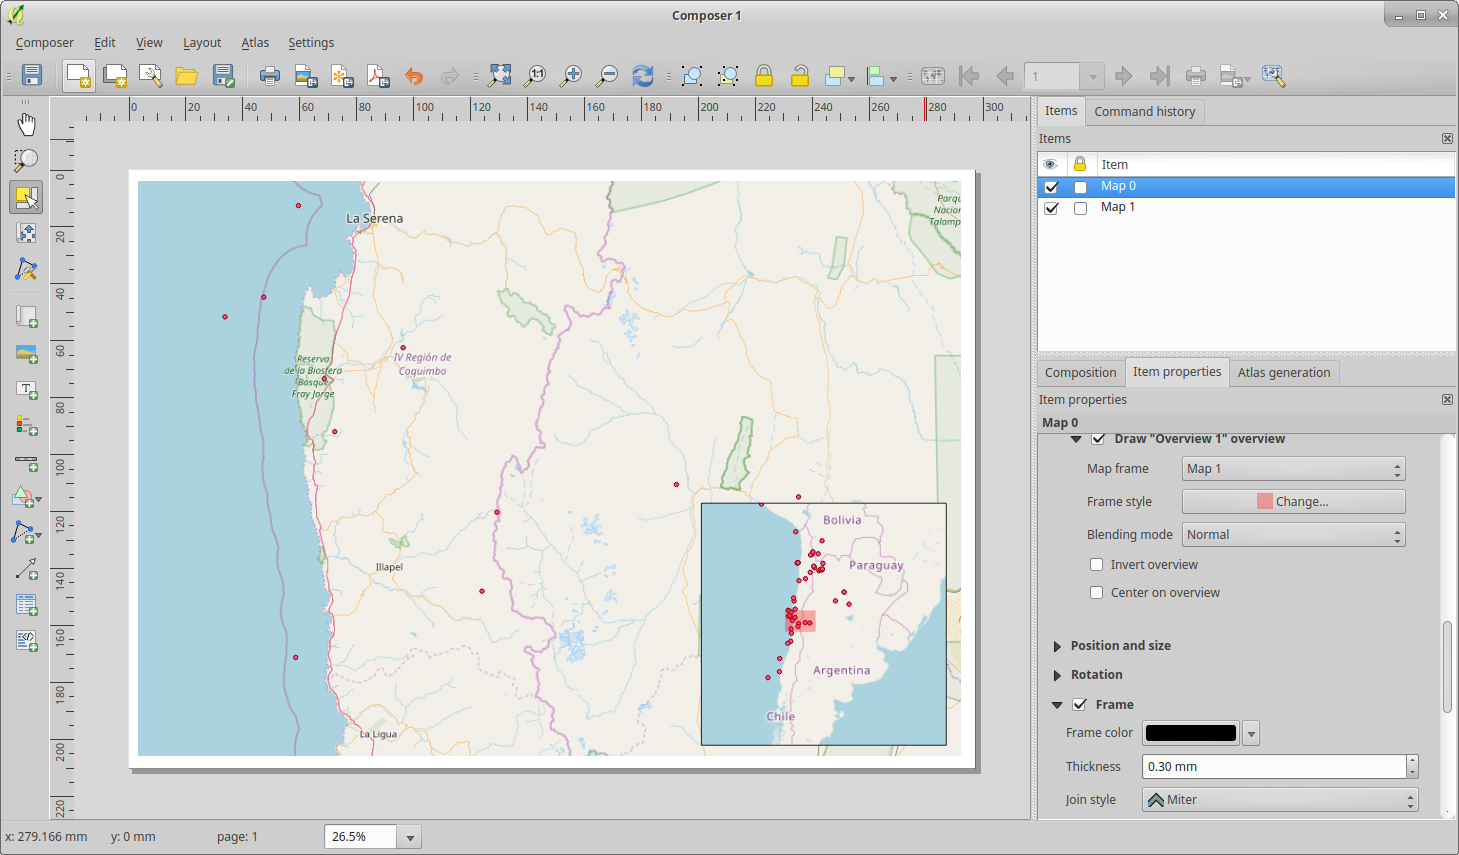 Composer 1
Composer Edit View Layout Atlas Settings
1:1
1
0 20 40 60 80 100 120 140 160 180 200 220 240 260 280 300
0
20
40
60
80
100
120
140
160
180
200
220
La Serena
Reserva
de la Biosfera
Bosque
Fray Jorge
IV Región de
Coquimbo
Illapel
La Ligua
Parqu
Nacion
Talamp
Bolivia
Paraguay
Argentina
Chile
Items Command history
Items
Item
Map 0
Map 1
Composition Item properties Atlas generation
Item properties
Map 0
Draw "Overview 1" overview
Map frame Map 1
Frame style Change...
Blending mode Normal
Invert overview
Center on overview
Position and size
Rotation
Frame
Frame color
Thickness 0.30 mm
Join style Miter
x: 279.166 mm y: 0 mm page: 1 26.5%